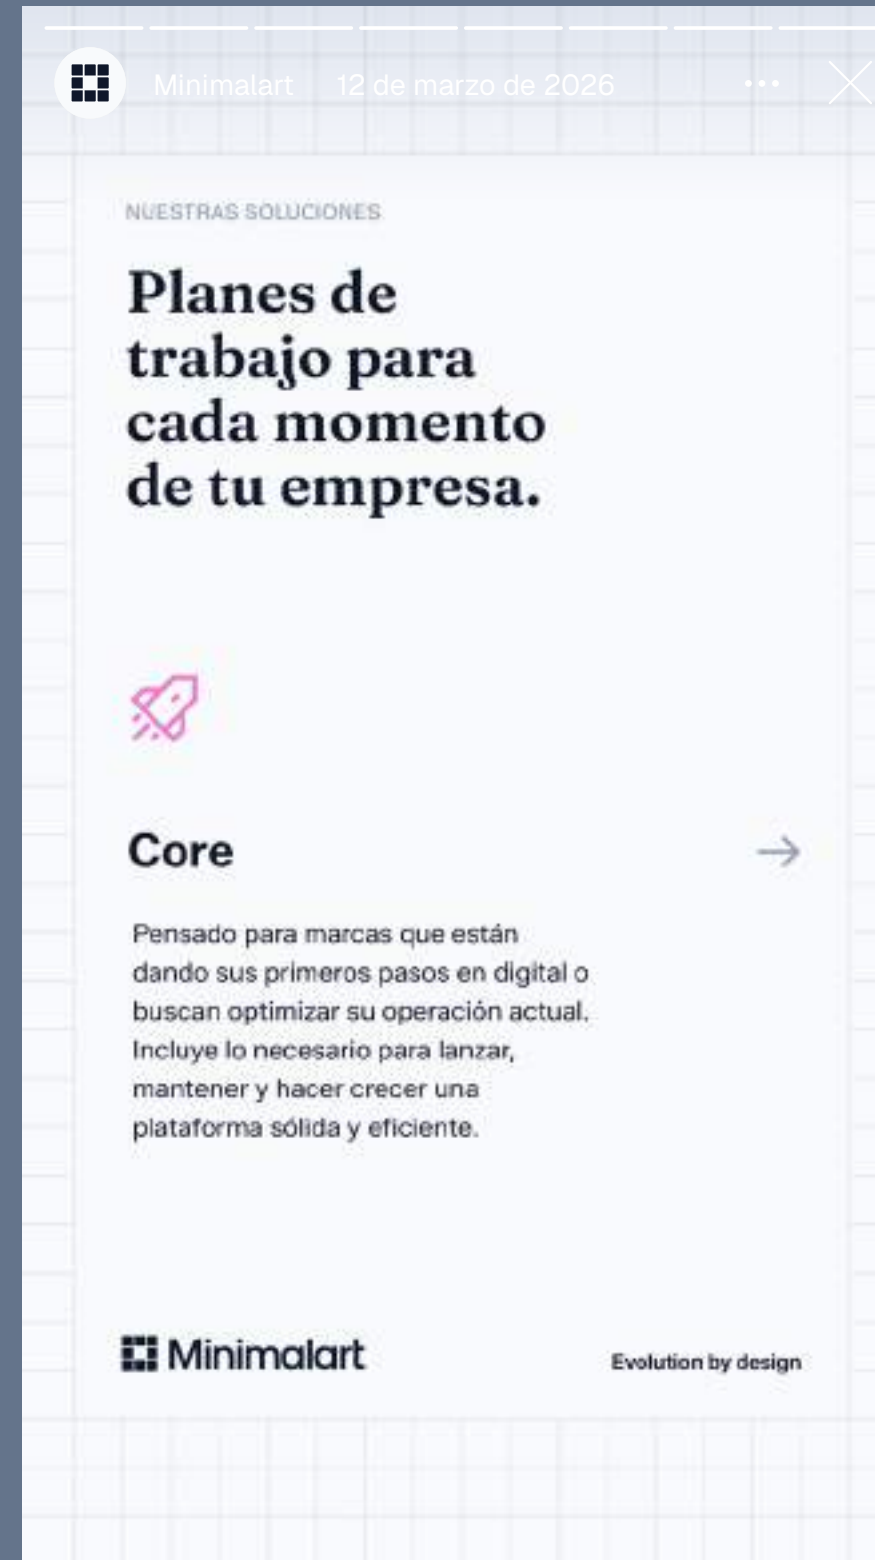 Minimalart 12 de marzo de 2026
NUESTRAS SOLUCIONES
Planes de
trabajo para
cada momento
de tu empresa.
Core
Pensado para marcas que están
dando sus primeros pasos en digital o
buscan optimizar su operación actual.
Incluye lo necesario para lanzar,
mantener y hacer crecer una
plataforma sólida y eficiente.
Minimalart
Evolution by design